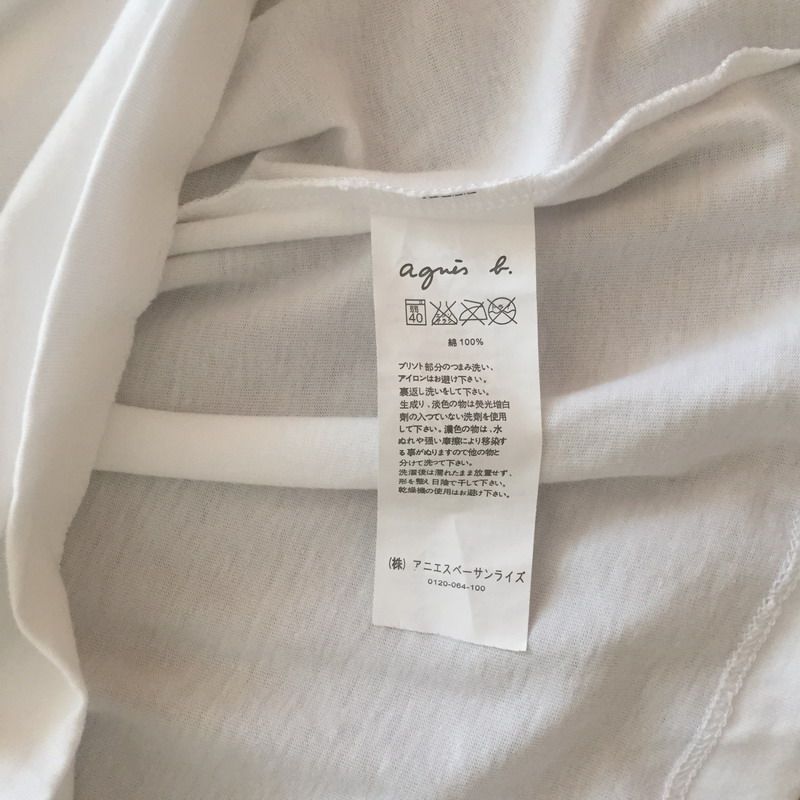 agnès b.
弱
40
綿 100%
プリソト部分のつまみ洗い、
アイロンはお避け下さい。
裏返し洗いをして下さい。
生成り、淡色の物は荧光增白
剤の入つていない洗剤を使用
して下さい。濃色の物は、水
ぬれや强い摩擦により移染す
る裏がぬりますので他の物と
分けて洗つて下さい。
洗濯後は濡れたまま放置せず、
形を整え日陰で干して下さい。
乾燥機の使用はお避け下さい。
(株) アニエスベーサンライズ
0120-064-100